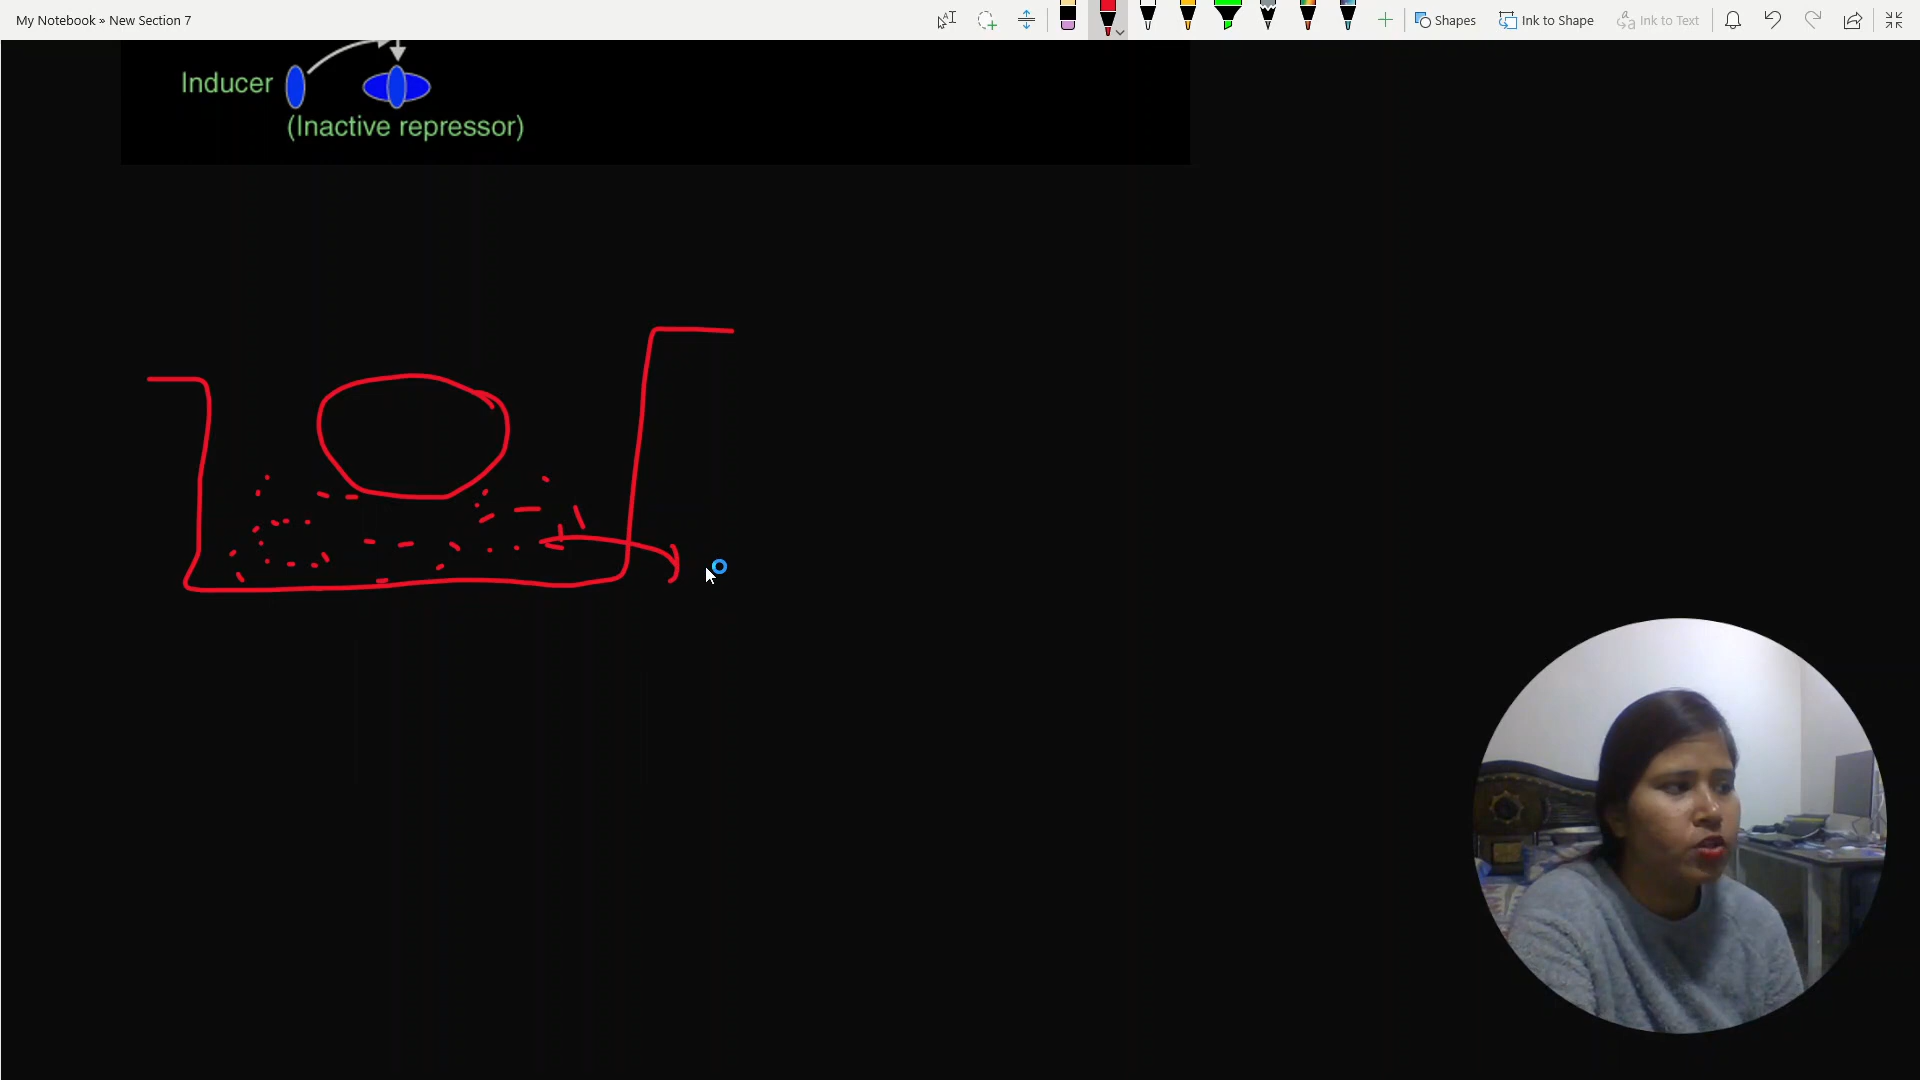 My Notebook » New Section 7
Shapes
Ink to Shape
Ink to Text
Inducer
(Inactive repressor)